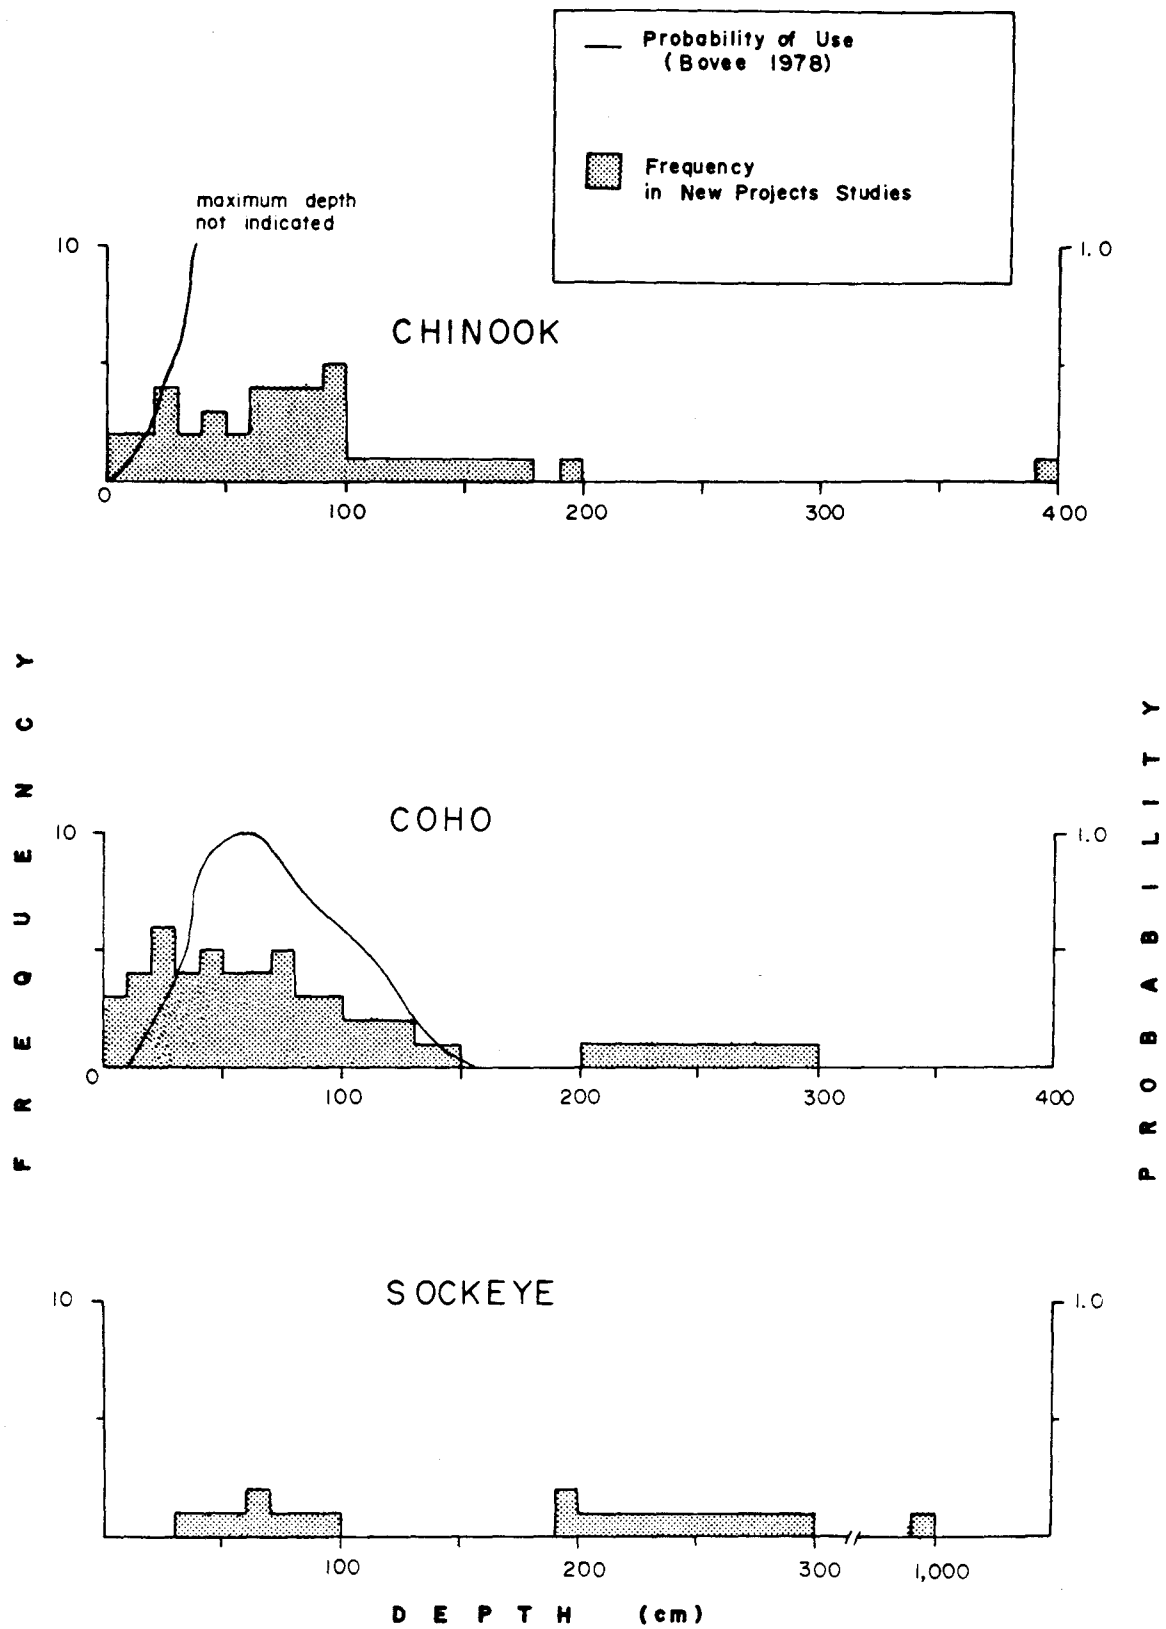 Probability of Use
(Bovee 1978)
Frequency
in New Projects Studies
maximum depth
not indicated
10
1.0
CHINOOK
0
100
200
300
400
FREQUENCY
PROBABILITY
COHO
10
1.0
0
100
200
300
400
SOCKEYE
10
1.0
100
200
300
1,000
DEPTH (cm)